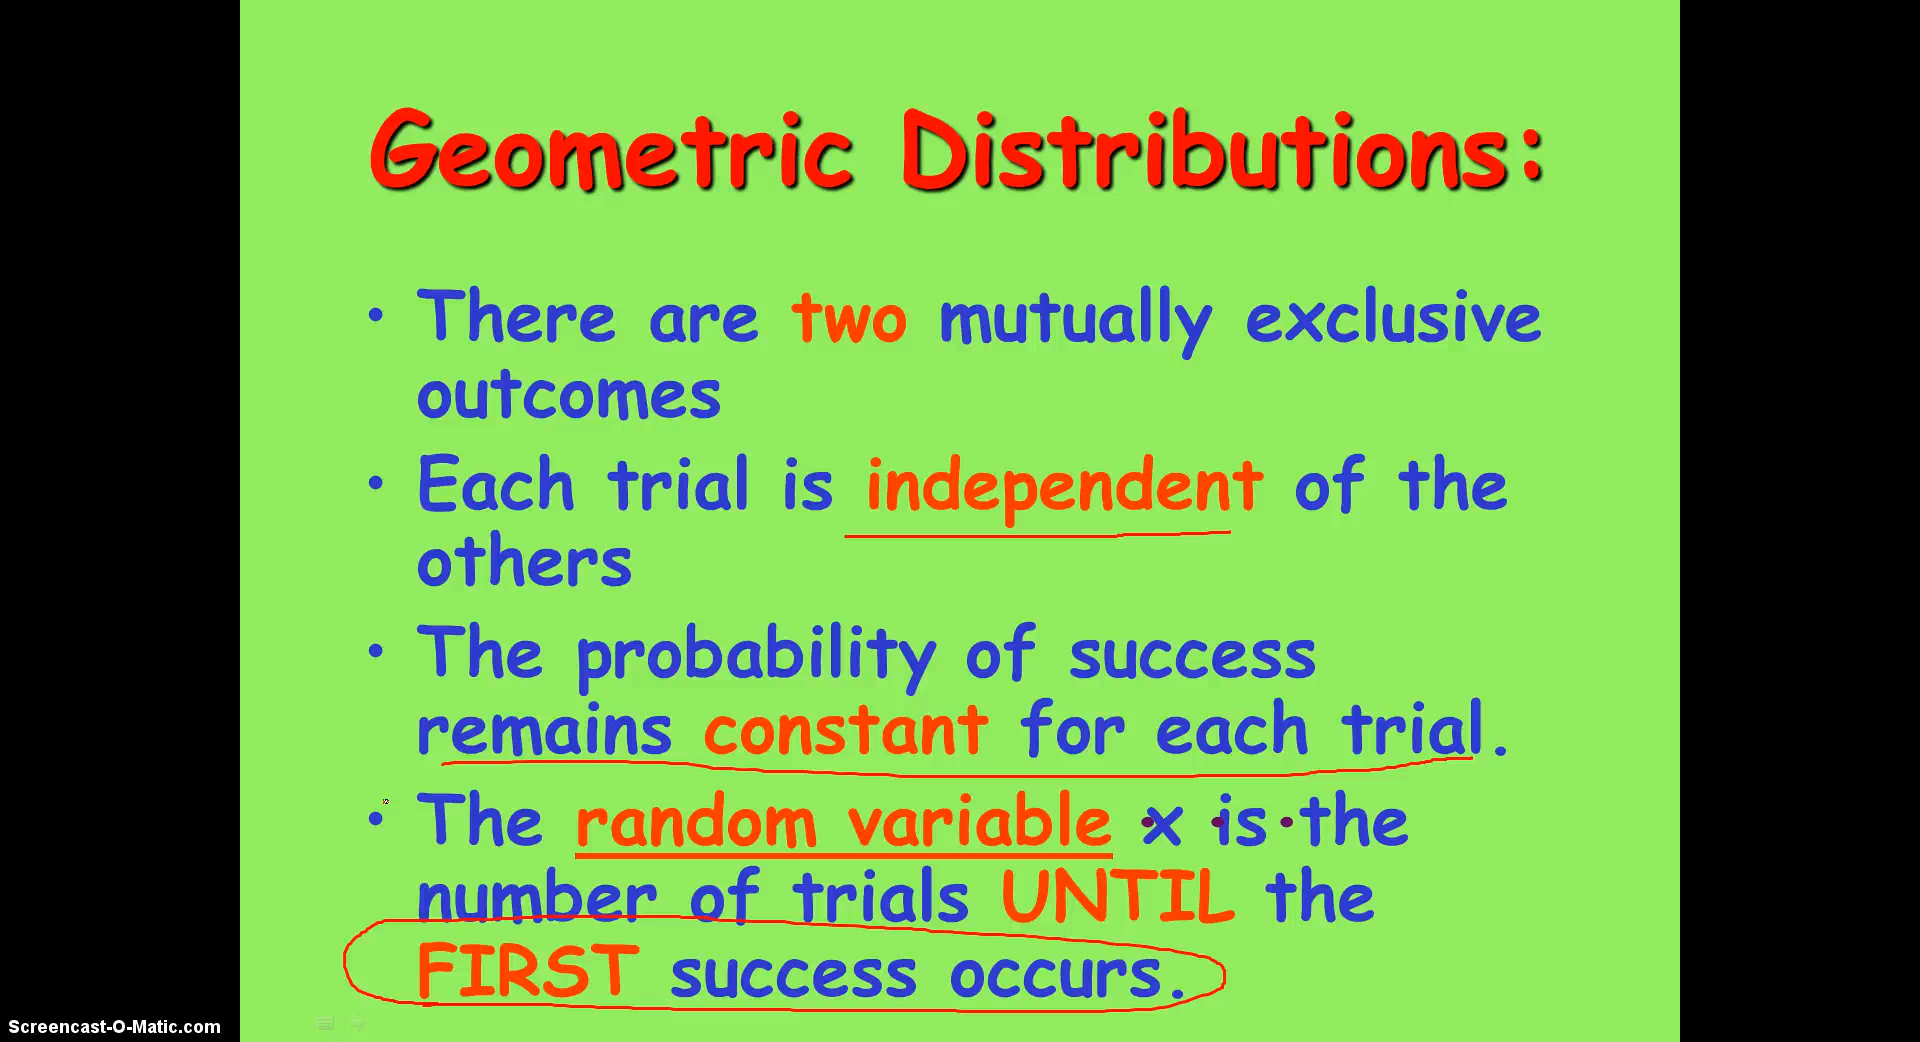 Geometric Distributions:
• There are two mutually exclusive
outcomes
• Each trial is independent of the
others
• The probability of success
remains constant for each trial.
• The random variable x is the
number of trials UNTIL the
FIRST success occurs.
Screencast-O-Matic.com